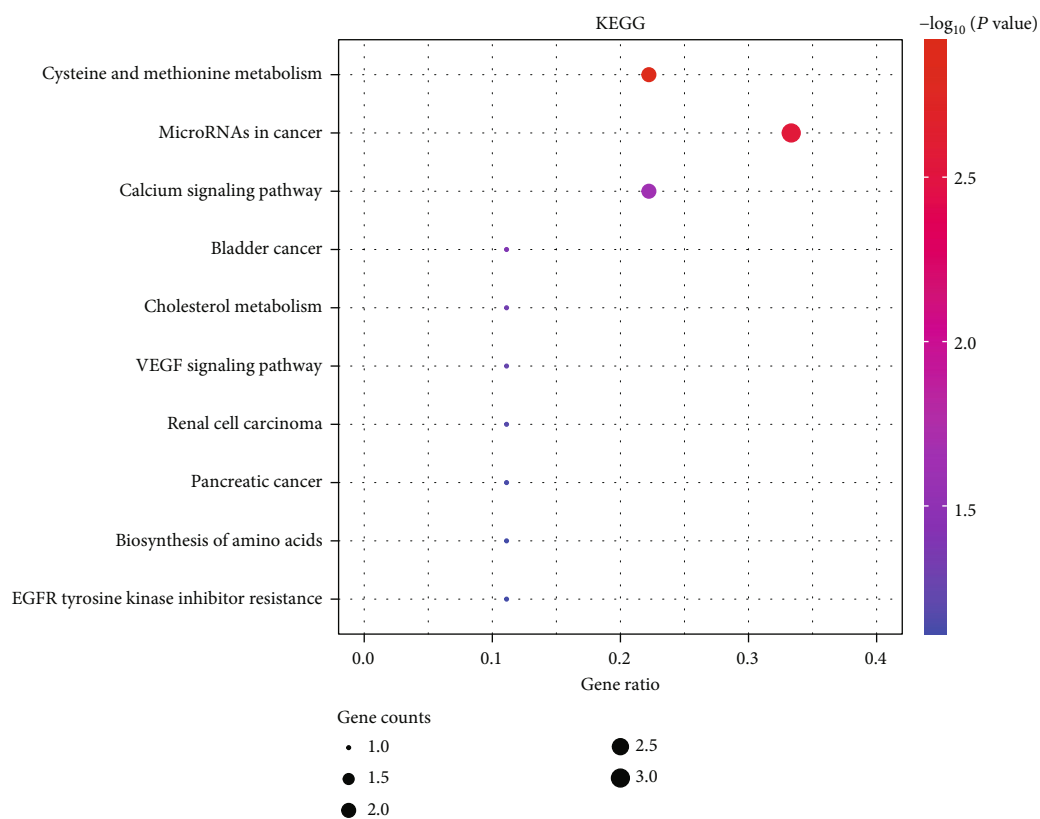 KEGG
−log₁₀ (P value)
Cysteine and methionine metabolism
MicroRNAs in cancer
Calcium signaling pathway
Bladder cancer
Cholesterol metabolism
VEGF signaling pathway
Renal cell carcinoma
Pancreatic cancer
Biosynthesis of amino acids
EGFR tyrosine kinase inhibitor resistance
2.5
2.0
1.5
0.0 0.1 0.2 0.3 0.4
Gene ratio
Gene counts
1.0
1.5
2.0
2.5
3.0